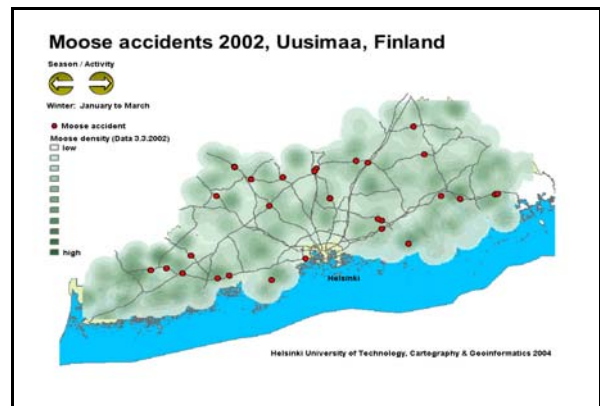 Moose accidents 2002, Uusimaa, Finland
Season / Activity
Winter: January to March
Moose accident
Moose density (Data 3.3.2002)
low
high
Helsinki
Helsinki University of Technology, Cartography & Geoinformatics 2004